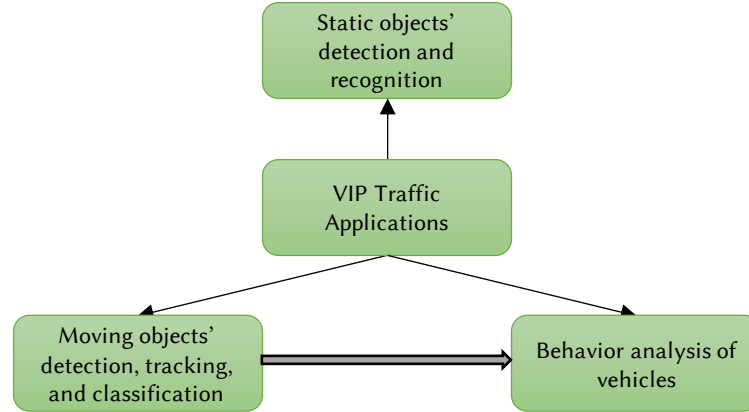 Static objects’
detection and
recognition
VIP Traffic
Applications
Moving objects’
detection, tracking,
and classification
Behavior analysis of
vehicles